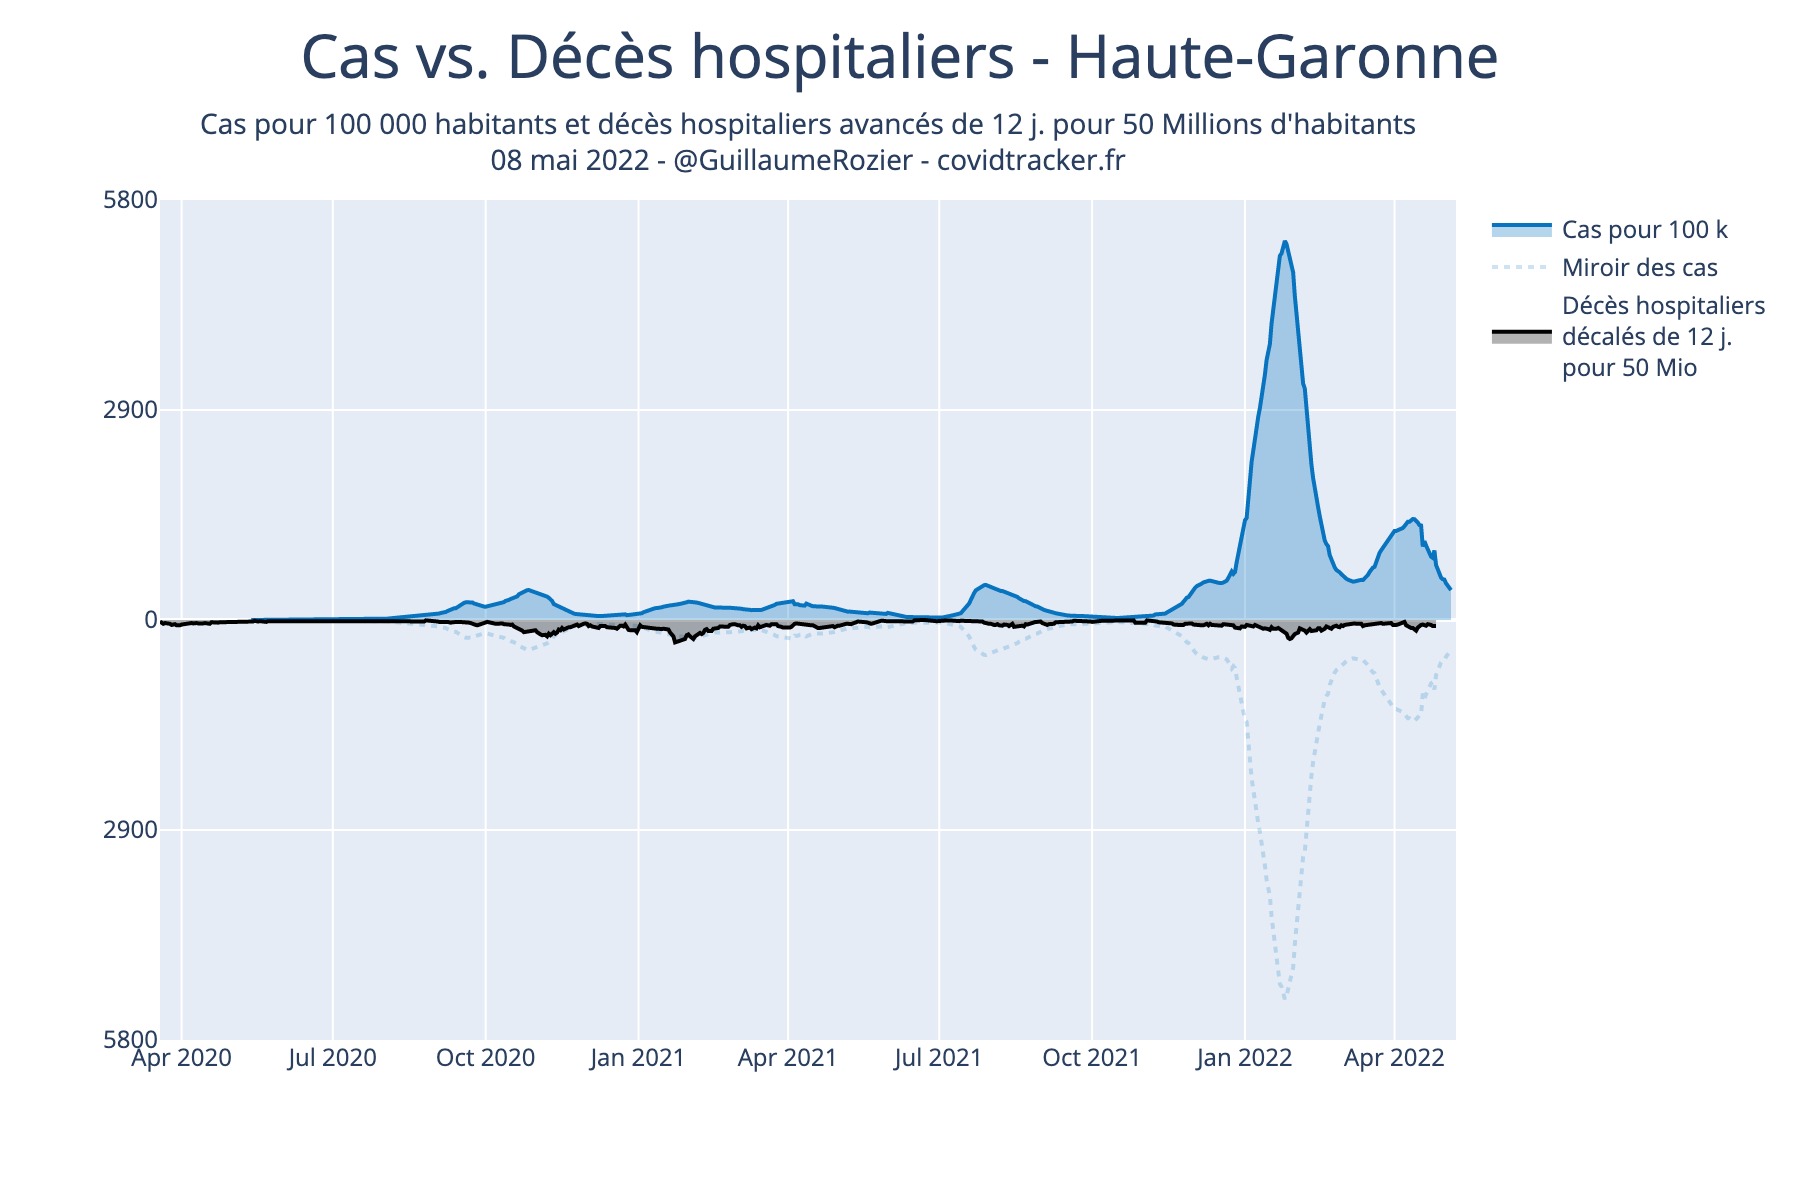 Cas vs. Décès hospitaliers - Haute-Garonne
Cas pour 100 000 habitants et décès hospitaliers avancés de 12 j. pour 50 Millions d'habitants
08 mai 2022 - @GuillaumeRozier - covidtracker.fr
5800
2900
0
2900
5800
Apr 2020
Jul 2020
Oct 2020
Jan 2021
Apr 2021
Jul 2021
Oct 2021
Jan 2022
Apr 2022
Cas pour 100 k
Miroir des cas
Décès hospitaliers
décalés de 12 j.
pour 50 Mio